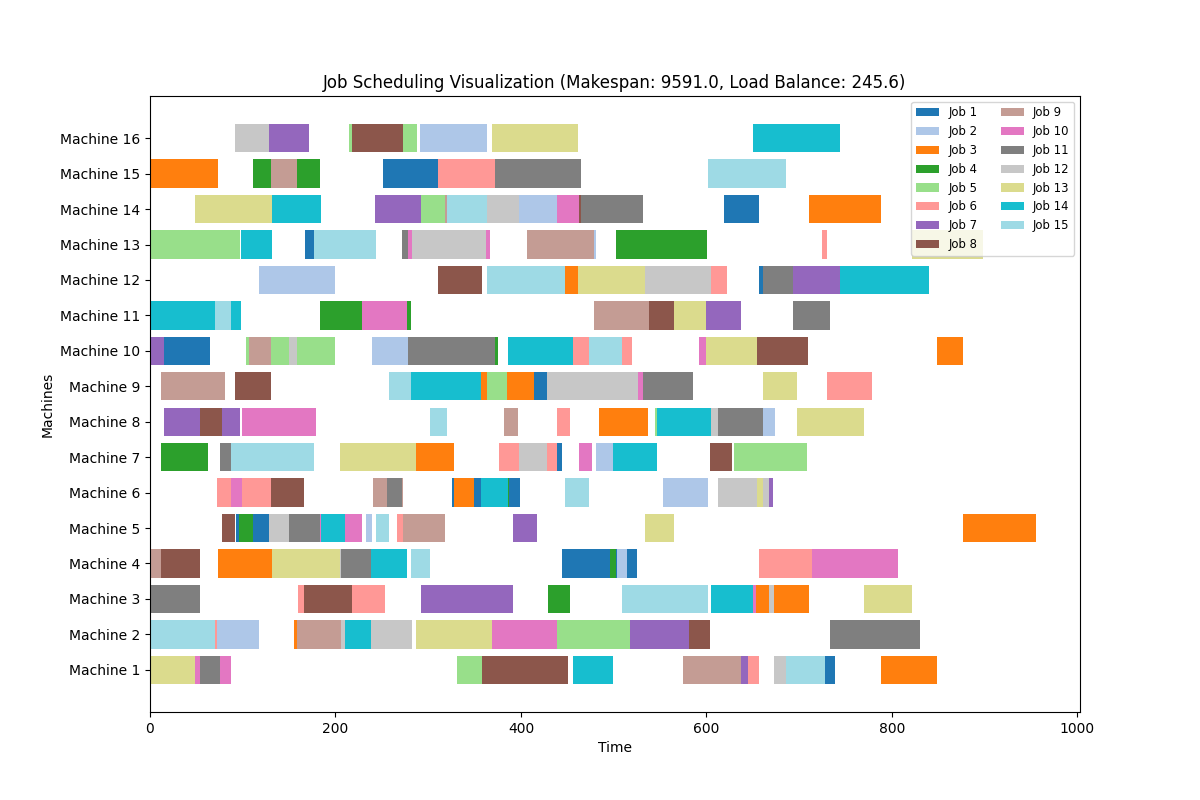 Job Scheduling Visualization (Makespan: 9591.0, Load Balance: 245.6)
Machines
Machine 16
Machine 15
Machine 14
Machine 13
Machine 12
Machine 11
Machine 10
Machine 9
Machine 8
Machine 7
Machine 6
Machine 5
Machine 4
Machine 3
Machine 2
Machine 1
Job 1
Job 2
Job 3
Job 4
Job 5
Job 6
Job 7
Job 8
Job 9
Job 10
Job 11
Job 12
Job 13
Job 14
Job 15
0 200 400 600 800 1000
Time